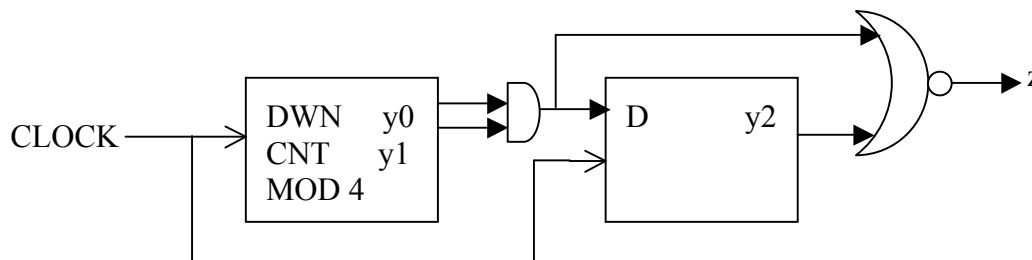 DWN y0
CNT y1
MOD 4
CLOCK
D y2
z